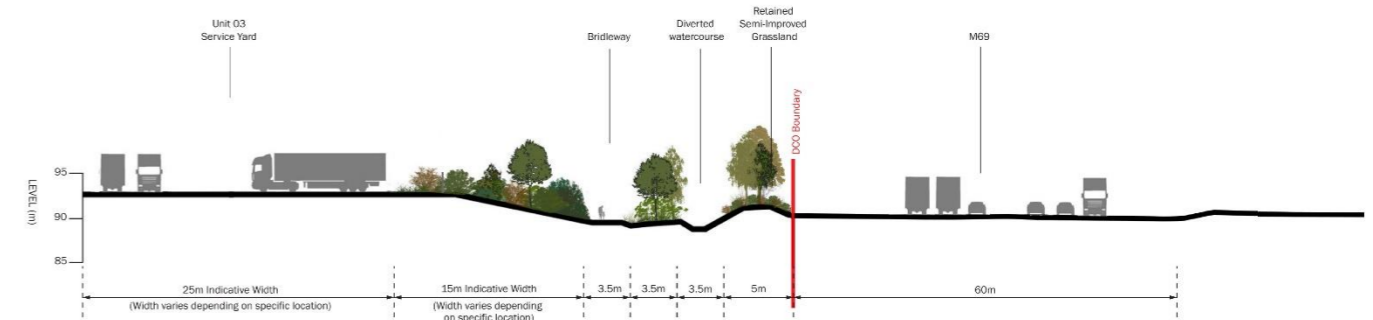 Unit 03
Service Yard
Bridleway
Diverted
watercourse
Retained
Semi-Improved
Grassland
M69
DCO Boundary
LEVEL (m)
95
90
85
25m Indicative Width
(Width varies depending on specific location)
15m Indicative Width
(Width varies depending
on specific location)
3.5m
3.5m
3.5m
5m
60m